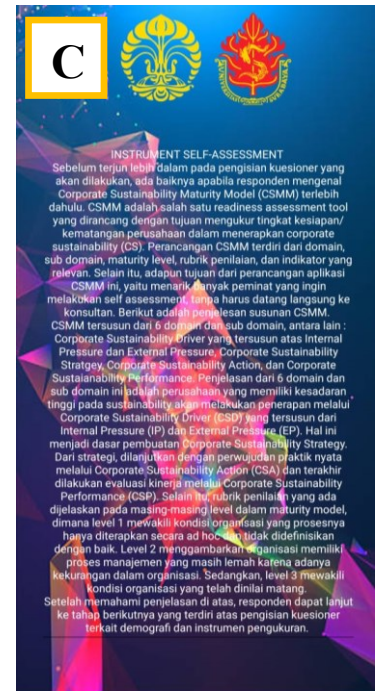 C
INSTRUMENT SELF-ASSESSMENT
Sebelum terjun lebih dalam pada pengisian kuesioner yang
akan dilakukan, ada baiknya apabila responden mengenal
Corporate Sustainability Maturity Model (CSMM) terlebih
dahulu. CSMM adalah salah satu readiness assessment tool
yang dirancang dengan tujuan mengukur tingkat kesiapan/
kematangan perusahaan dalam menerapkan corporate
sustainability (CS). Perancangan CSMM terdiri dari domain,
sub domain, maturity level, rubrik penilaian, dan indikator yang
relevan. Selain itu, adapun tujuan dari perancangan aplikasi
CSMM ini, yaitu menarik banyak peminat yang ingin
melakukan self assessment, tanpa harus datang langsung ke
konsultan. Berikut adalah penjelesan susunan CSMM.
CSMM tersusun dari 6 domain dan sub domain, antara lain :
Corporate Sustainability Driver yang tersusun atas Internal
Pressure dan External Pressure, Corporate Sustainability
Stratgey, Corporate Sustainability Action, dan Corporate
Sustaianability Performance. Penjelasan dari 6 domain dan
sub domain ini adalah perusahaan yang memiliki kesadaran
tinggi pada sustainability akan melakukan penerapan melalui
Corporate Sustainability Driver (CSD) yang tersusun dari
Internal Pressure (IP) dan External Pressure (EP). Hal ini
menjadi dasar pembuatan Corporate Sustainability Strategy.
Dari strategi, dilanjutkan dengan perwujudan praktik nyata
melalui Corporate Sustainability Action (CSA) dan terakhir
dilakukan evaluasi kinerja melalui Corporate Sustainability
Performance (CSP). Selain itu, rubrik penilaian yang ada
dijelaskan pada masing-masing level dalam maturity model,
dimana level 1 mewakili kondisi organisasi yang prosesnya
hanya diterapkan secara ad hoc dan tidak didefinisikan
dengan baik. Level 2 menggambarkan organisasi memiliki
proses manajemen yang masih lemah karena adanya
kekurangan dalam organisasi. Sedangkan, level 3 mewakili
kondisi organisasi yang telah dinilai matang.
Setelah memahami penjelasan di atas, responden dapat lanjut
ke tahap berikutnya yang terdiri atas pengisian kuesioner
terkait demografi dan instrumen pengukuran.